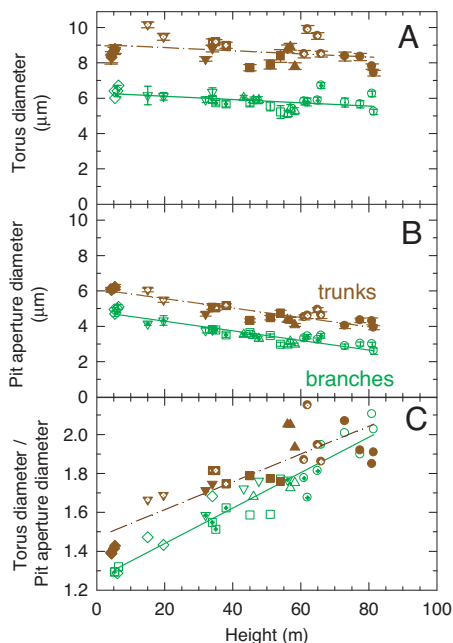 10
8
6
4
2
0
Torus diameter
(μm)
A
6
4
2
0
Pit aperture diameter
(μm)
B
trunks
branches
2.0
1.8
1.6
1.4
1.2
Torus diameter /
Pit aperture diameter
C
0 20 40 60 80 100
Height (m)